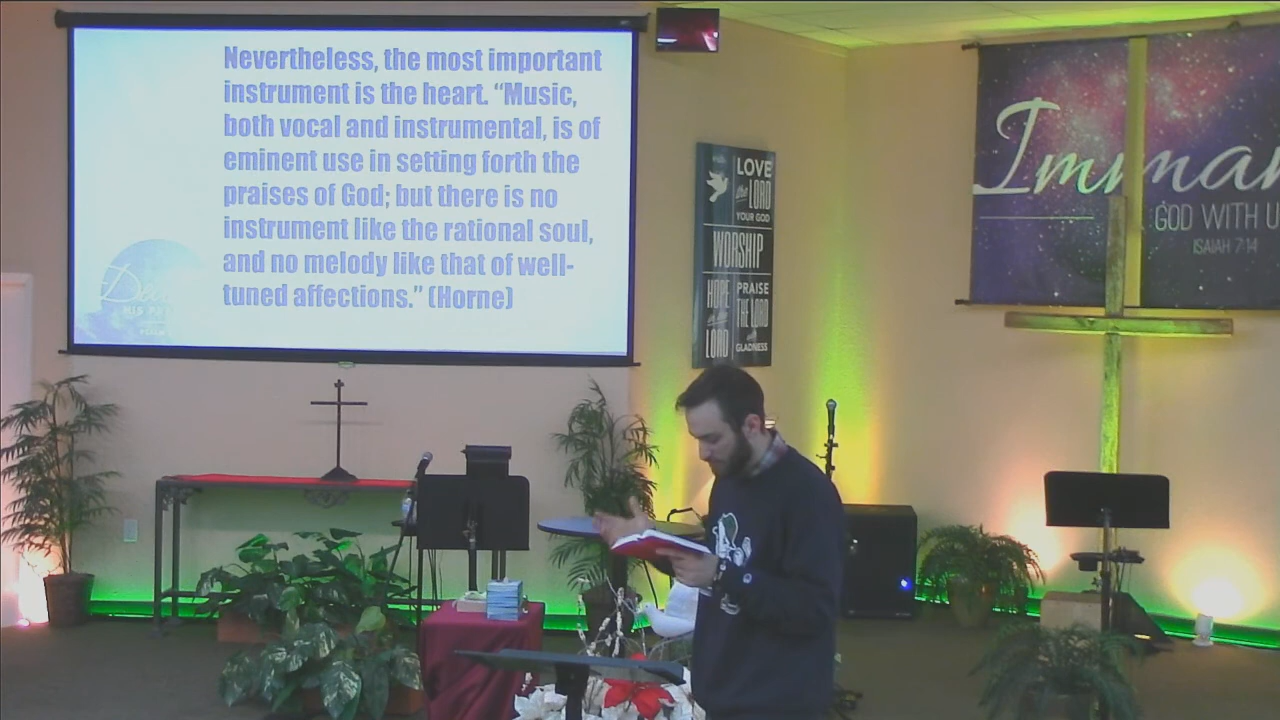 Nevertheless, the most important
instrument is the heart. “Music,
both vocal and instrumental, is of
eminent use in setting forth the
praises of God; but there is no
instrument like the rational soul,
and no melody like that of well-
tuned affections.” (Horne)
LOVE
the LORD
YOUR GOD
WORSHIP
HOPE
LORD
PRAISE
THE LORD
with
GLADNESS
GOD WITH U
ISAIAH 7:14